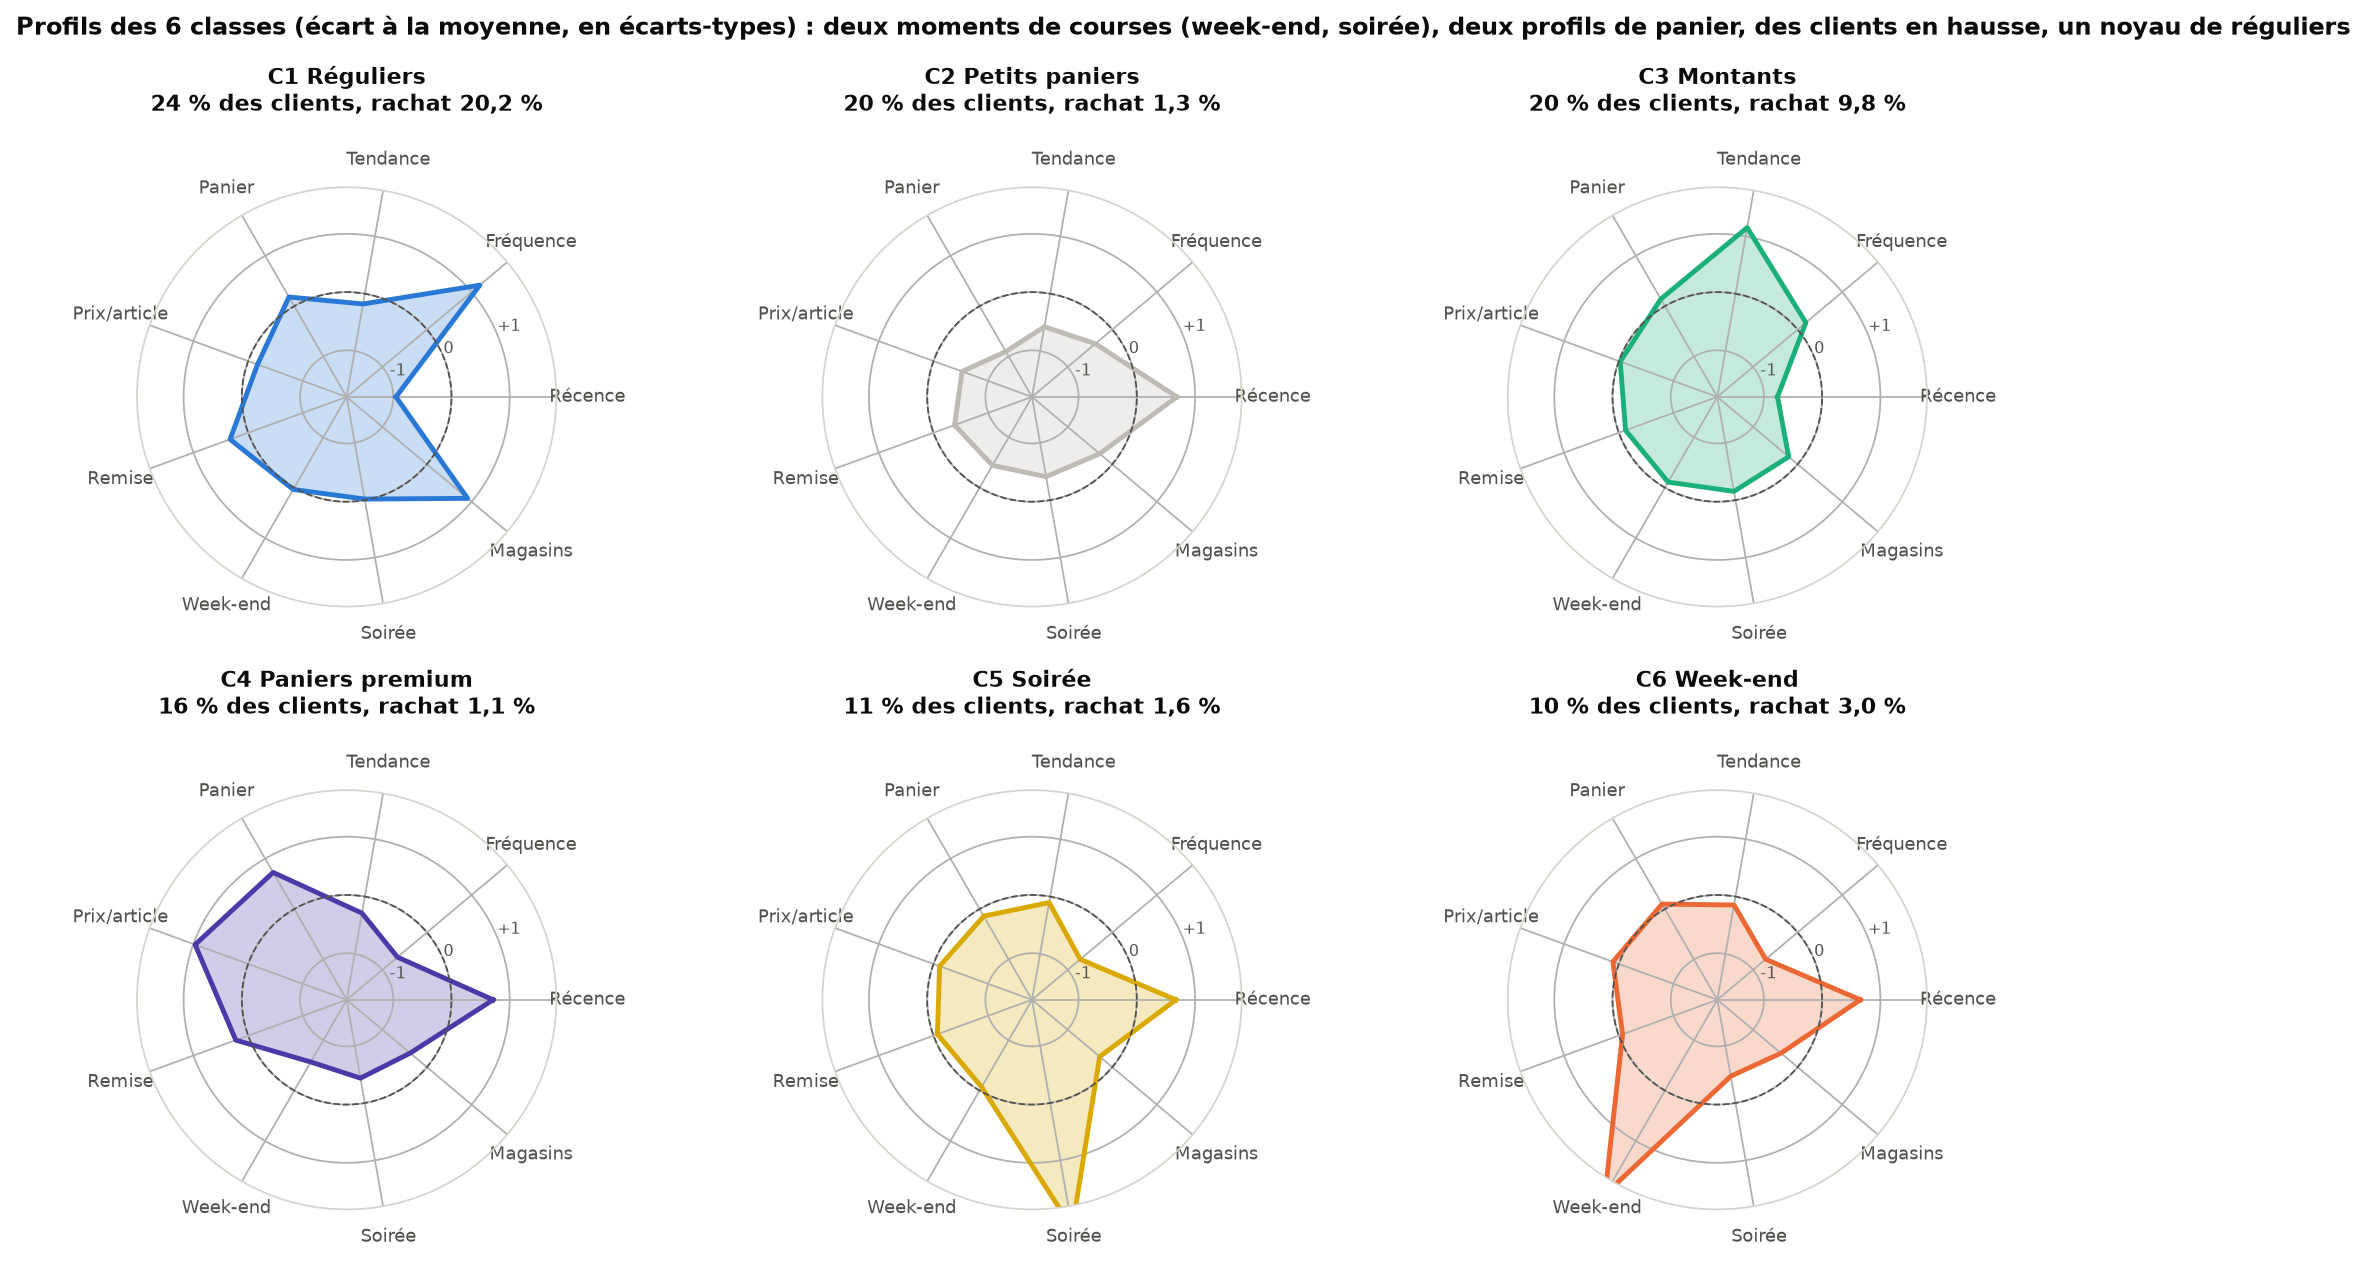 Profils des 6 classes (écart à la moyenne, en écarts-types) : deux moments de courses (week-end, soirée), deux profils de panier, des clients en hausse, un noyau de réguliers
C1 Réguliers
24 % des clients, rachat 20,2 %
Tendance
Panier
Fréquence
Prix/article
+1
0
-1
Récence
Remise
Magasins
Week-end
Soirée
C2 Petits paniers
20 % des clients, rachat 1,3 %
Tendance
Panier
Fréquence
Prix/article
+1
0
-1
Récence
Remise
Magasins
Week-end
Soirée
C3 Montants
20 % des clients, rachat 9,8 %
Tendance
Panier
Fréquence
Prix/article
+1
0
-1
Récence
Remise
Magasins
Week-end
Soirée
C4 Paniers premium
16 % des clients, rachat 1,1 %
Tendance
Panier
Fréquence
Prix/article
+1
0
-1
Récence
Remise
Magasins
Week-end
Soirée
C5 Soirée
11 % des clients, rachat 1,6 %
Tendance
Panier
Fréquence
Prix/article
+1
0
-1
Récence
Remise
Magasins
Week-end
Soirée
C6 Week-end
10 % des clients, rachat 3,0 %
Tendance
Panier
Fréquence
Prix/article
+1
0
-1
Récence
Remise
Magasins
Week-end
Soirée